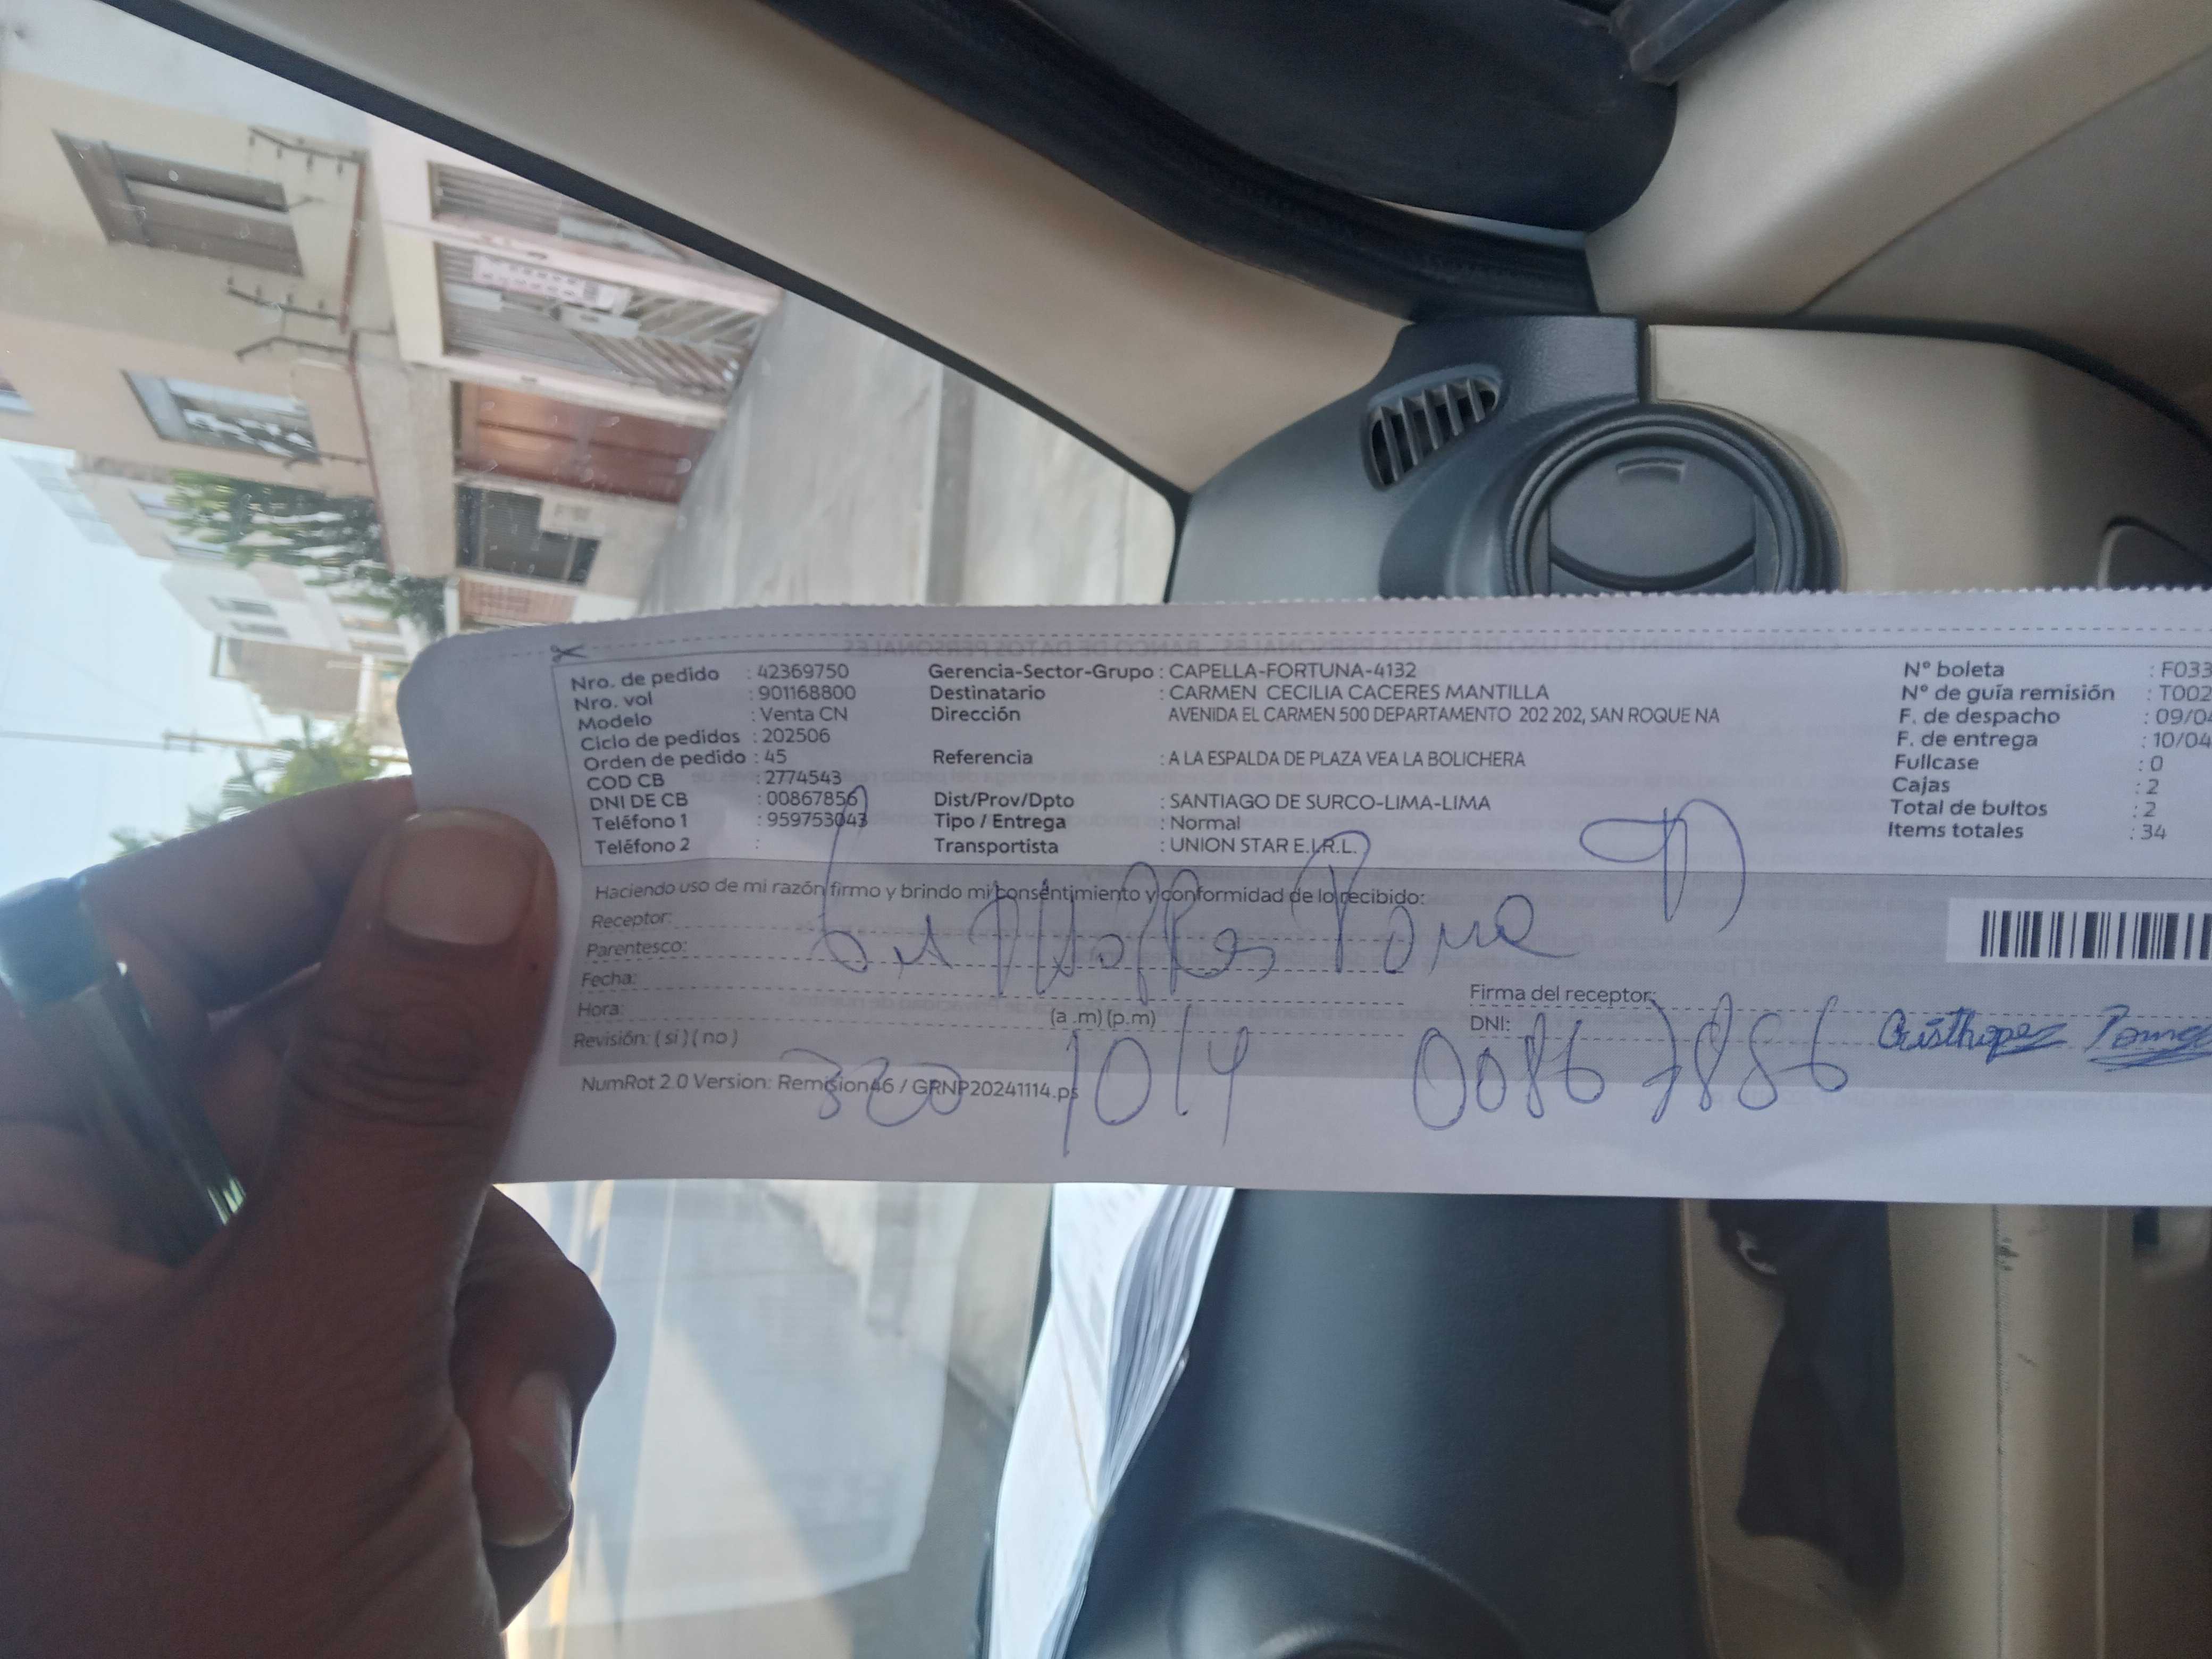 Nro. de pedido : 42369750
Nro. vol : 901168800
Modelo : Venta CN
Ciclo de pedidos : 202506
Orden de pedido : 45
COD CB : 2774543
DNI DE CB : 00867856
Teléfono 1 : 959753043
Teléfono 2 :
Gerencia-Sector-Grupo : CAPELLA-FORTUNA-4132
Destinatario : CARMEN CECILIA CACERES MANTILLA
Dirección AVENIDA EL CARMEN 500 DEPARTAMENTO 202 202, SAN ROQUE NA
Referencia : A LA ESPALDA DE PLAZA VEA LA BOLICHERA
Dist/Prov/Dpto : SANTIAGO DE SURCO-LIMA-LIMA
Tipo / Entrega : Normal
Transportista : UNION STAR E.I.R.L.
Nº boleta : F033
Nº de guía remisión : T002
F. de despacho : 09/04
F. de entrega : 10/04
Fullcase : 0
Cajas : 2
Total de bultos : 2
Items totales : 34
Haciendo uso de mi razón firmo y brindo mi consentimiento y conformidad de lo recibido:
Receptor:
Parentesco:
Fecha:
Hora: (a .m) (p.m)
Revisión: ( si ) ( no )
Firma del receptor:
DNI:
NumRot 2.0 Version: Remision46 / GRNP20241114.ps
320 10/4 00867886